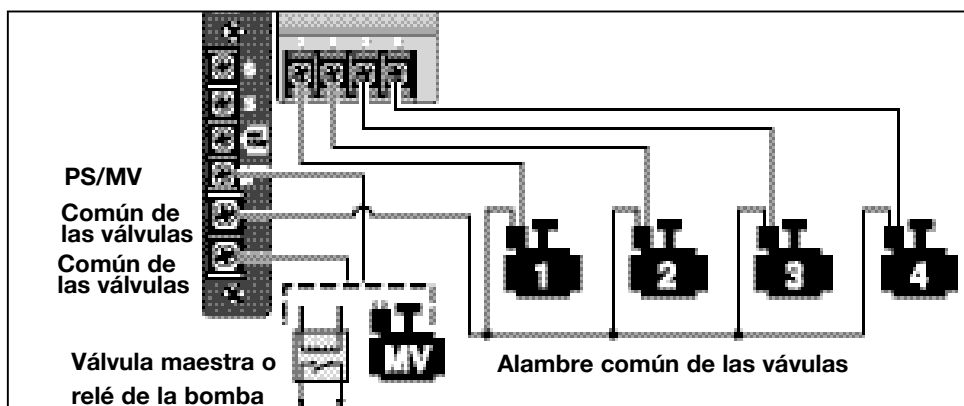 PS/MV
Común de
las válvulas
Común de
las válvulas
1
2
3
4
MV
Válvula maestra o
relé de la bomba
Alambre común de las vávulas